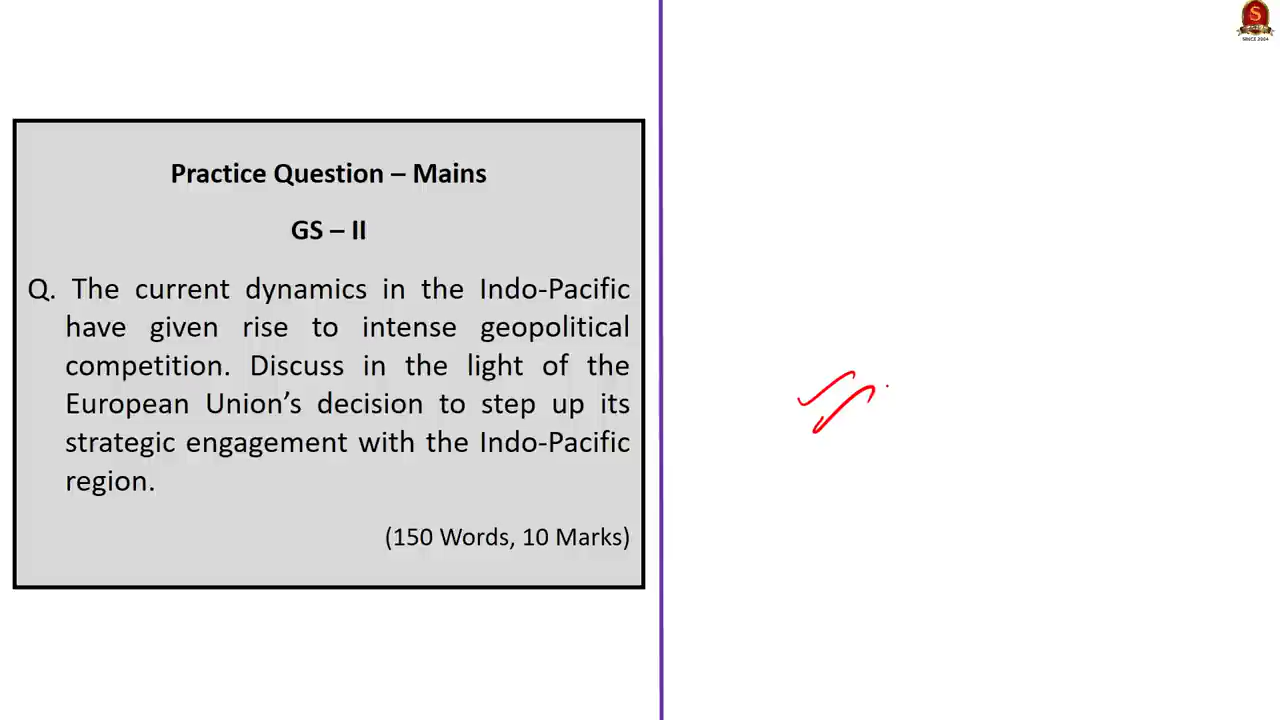 S
SINCE 2004
Practice Question – Mains
GS – II
Q. The current dynamics in the Indo-Pacific
have given rise to intense geopolitical
competition. Discuss in the light of the
European Union’s decision to step up its
strategic engagement with the Indo-Pacific
region.
(150 Words, 10 Marks)